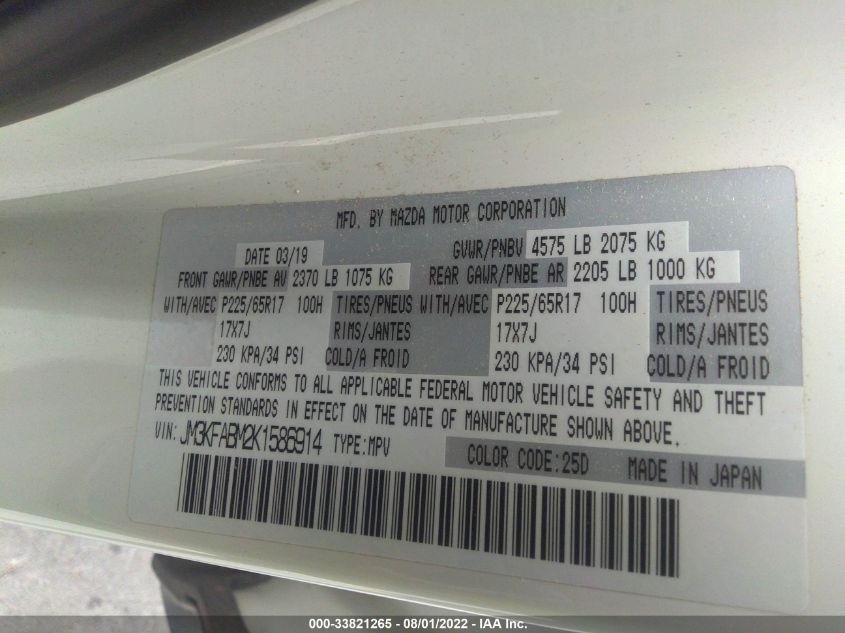 MFD. BY MAZDA MOTOR CORPORATION
DATE 03/19 GVWR/PNBV 4575 LB 2075 KG
FRONT GAWR/PNBE AV 2370 LB 1075 KG REAR GAWR/PNBE AR 2205 LB 1000 KG
WITH/AVEC P225/65R17 100H TIRES/PNEUS WITH/AVEC P225/65R17 100H TIRES/PNEUS
17X7J RIMS/JANTES 17X7J RIMS/JANTES
230 KPA/34 PSI COLD/A FROID 230 KPA/34 PSI COLD/A FROID
THIS VEHICLE CONFORMS TO ALL APPLICABLE FEDERAL MOTOR VEHICLE SAFETY AND THEFT
PREVENTION STANDARDS IN EFFECT ON THE DATE OF MANUFACTURE SHOWN ABOVE.
VIN: JM3KFABM2K1586914 TYPE:MPV COLOR CODE:25D MADE IN JAPAN
000-33821265 - 08/01/2022 - IAA Inc.